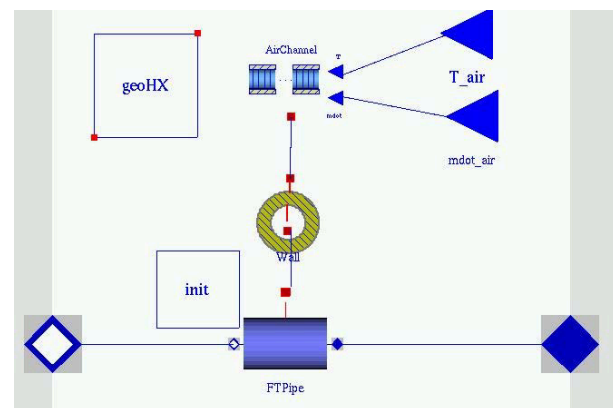 AirChannel
T
T_air
geoHX
mdot
mdot_air
Wall
init
FTPipe